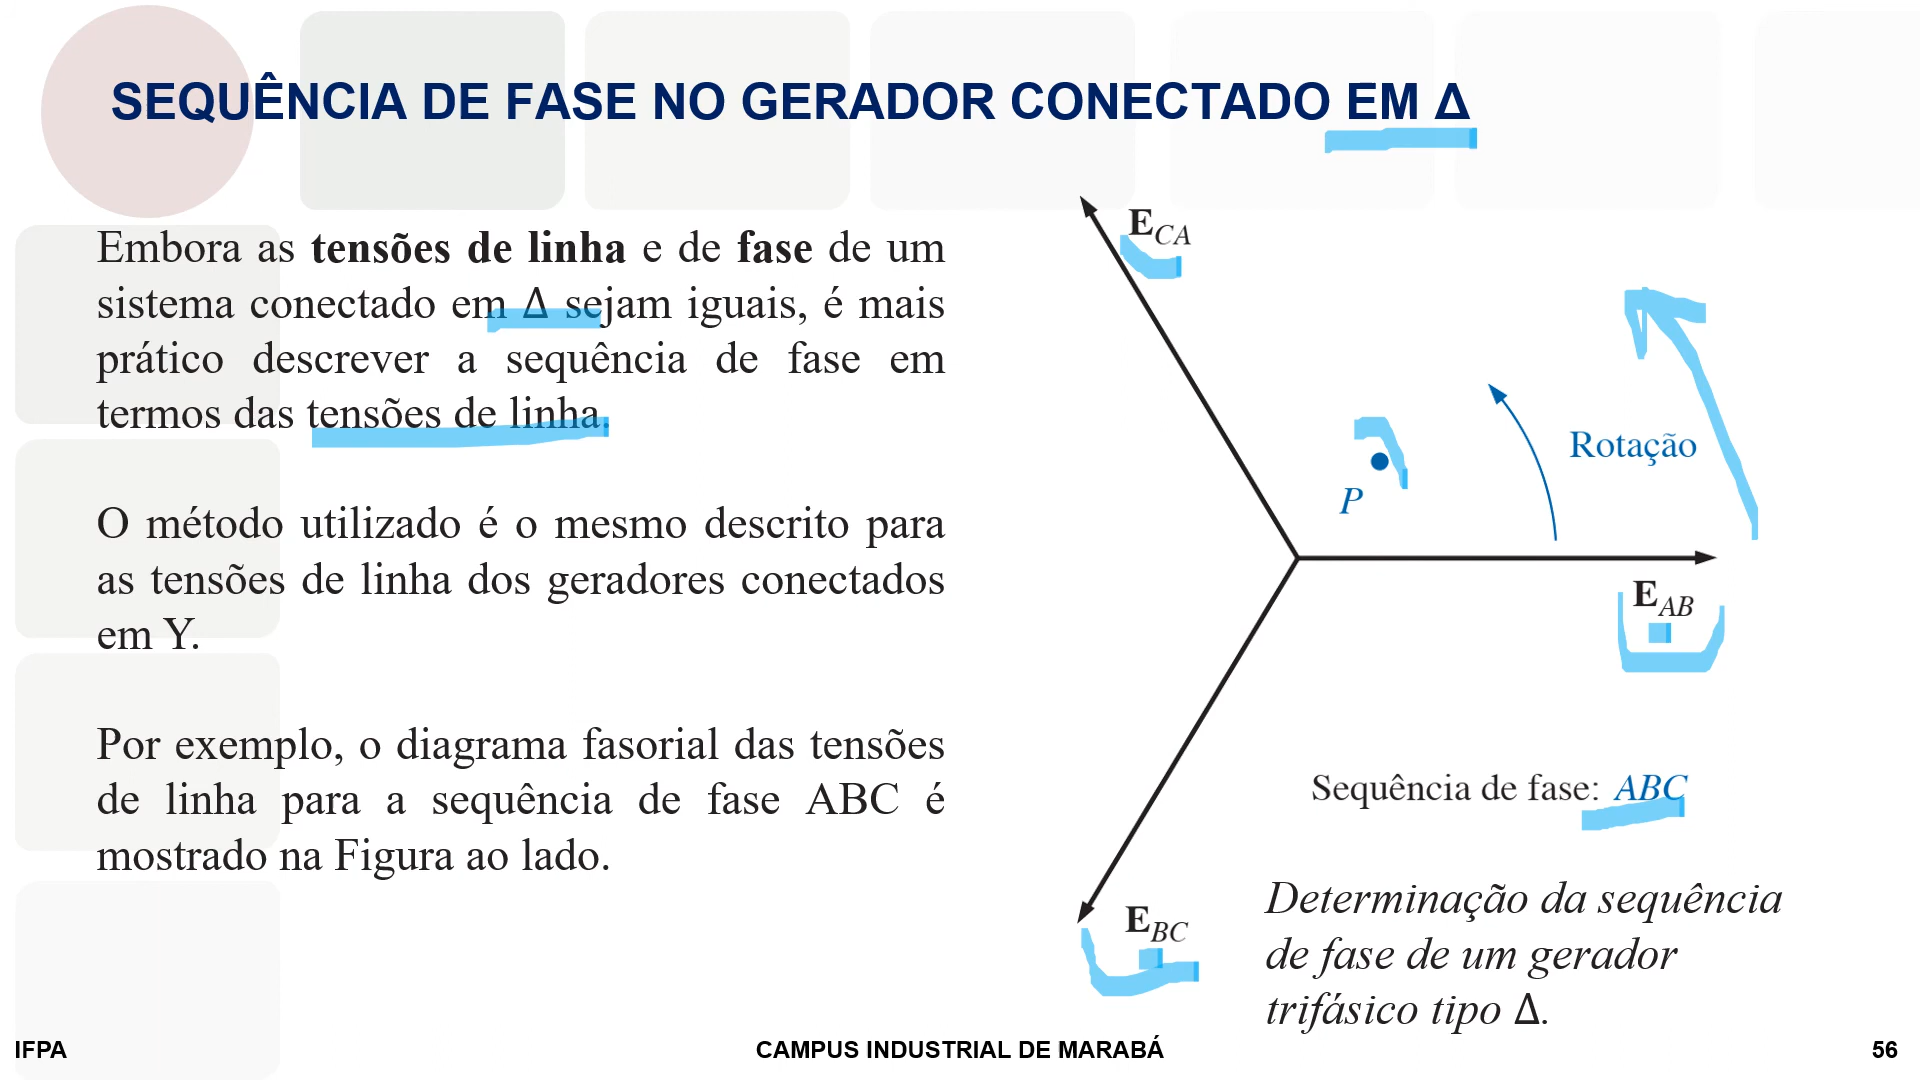 SEQUÊNCIA DE FASE NO GERADOR CONECTADO EM Δ
Embora as tensões de linha e de fase de um
sistema conectado em Δ sejam iguais, é mais
prático descrever a sequência de fase em
termos das tensões de linha.
O método utilizado é o mesmo descrito para
as tensões de linha dos geradores conectados
em Y.
Por exemplo, o diagrama fasorial das tensões
de linha para a sequência de fase ABC é
mostrado na Figura ao lado.
E_CA
Rotação
P
E_AB
Sequência de fase: ABC
E_BC
Determinação da sequência
de fase de um gerador
trifásico tipo Δ.
IFPA
CAMPUS INDUSTRIAL DE MARABÁ
56